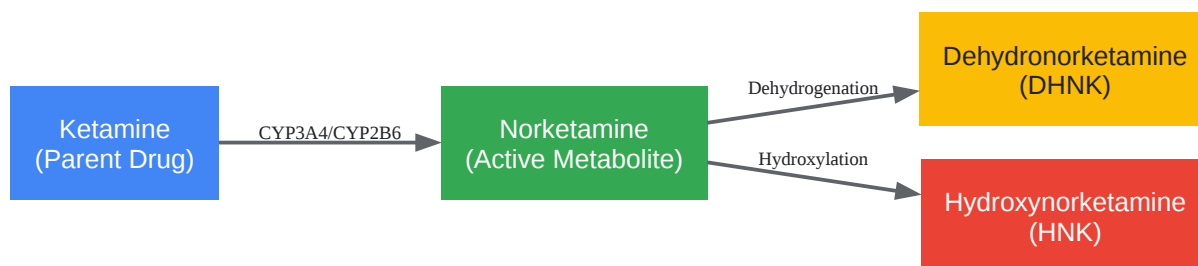 Ketamine
(Parent Drug)
CYP3A4/CYP2B6
Norketamine
(Active Metabolite)
Dehydrogenation
Dehydronorketamine
(DHNK)
Hydroxylation
Hydroxynorketamine
(HNK)